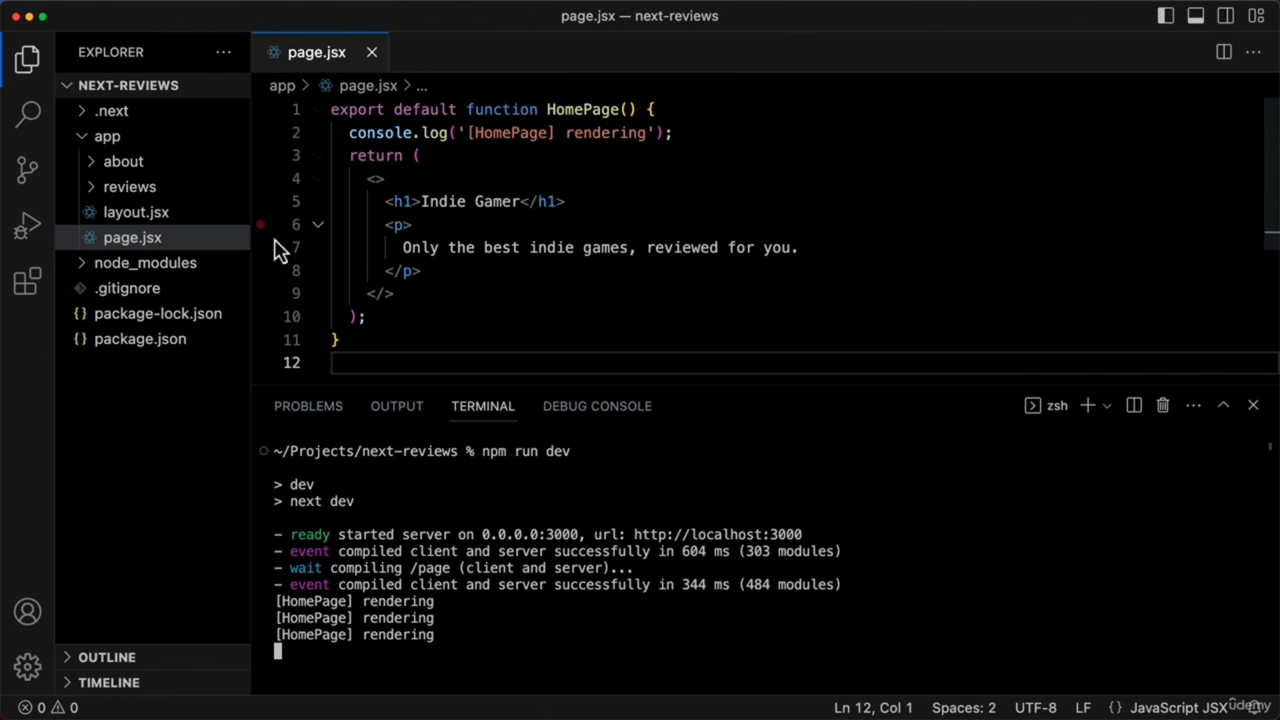 page.jsx — next-reviews
EXPLORER
page.jsx
NEXT-REVIEWS
.next
app
about
reviews
layout.jsx
page.jsx
node_modules
.gitignore
{} package-lock.json
{} package.json
OUTLINE
TIMELINE
app > page.jsx > ...
1 export default function HomePage() {
2 console.log('[HomePage] rendering');
3 return (
4 <>
5 <h1>Indie Gamer</h1>
6 <p>
7 Only the best indie games, reviewed for you.
8 </p>
9 </>
10 );
11 }
12
PROBLEMS OUTPUT TERMINAL DEBUG CONSOLE
zsh
~/Projects/next-reviews % npm run dev
> dev
> next dev
- ready started server on 0.0.0.0:3000, url: http://localhost:3000
- event compiled client and server successfully in 604 ms (303 modules)
- wait compiling /page (client and server)...
- event compiled client and server successfully in 344 ms (484 modules)
[HomePage] rendering
[HomePage] rendering
[HomePage] rendering
0 0 Ln 12, Col 1 Spaces: 2 UTF-8 LF {} JavaScript JSX
udemy